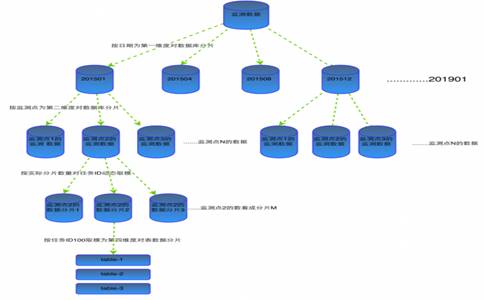 监测数据
按日期为第一维度对数据库分片
201501
201504
201508
201512
............201901
按监测点为第二维度对数据库分片
监测点1的
监测 数据
监测点2的
监测数据
监测点3的
监测数据
......监测点N的数据
监测点1的
监测数据
监测点2的
监测数据
监测点3的
监测数据
......监测点N的数据
按实际分片数量对任务ID动态取模
监测点2的
数据分片1
监测点2的
数据分片2
监测点2的
数据分片3
......监测点2的数据成分片M
按任务ID100取模为第四维度对表数据分片
table-1
table-2
table-3